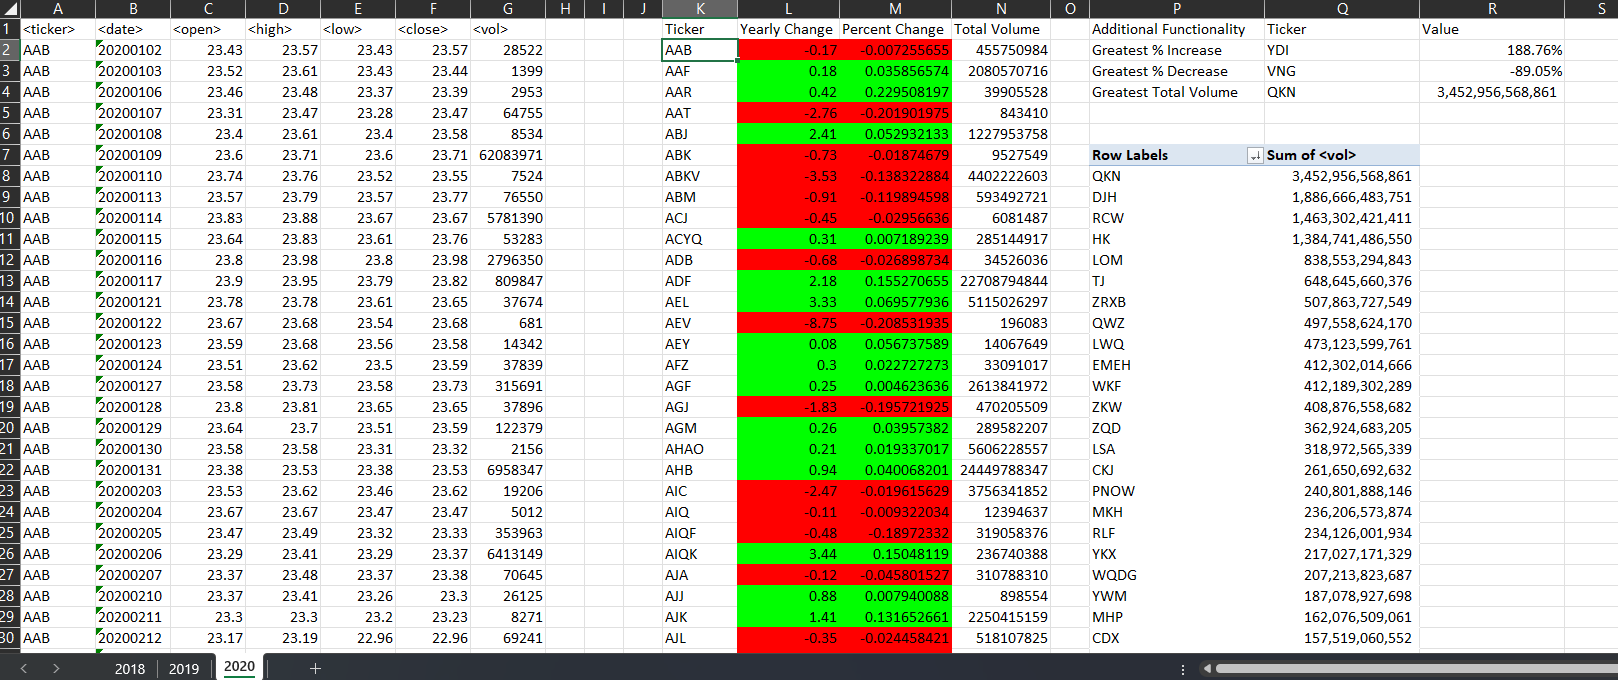 A B C D E F G H I J K L M N O P Q R S
1 <ticker> <date> <open> <high> <low> <close> <vol> Ticker Yearly Change Percent Change Total Volume Additional Functionality Ticker Value
2 AAB 20200102 23.43 23.57 23.43 23.57 28522 AAB -0.17 -0.007255655 455750984 Greatest % Increase YDI 188.76%
3 AAB 20200103 23.52 23.61 23.43 23.44 1399 AAF 0.18 0.035856574 2080570716 Greatest % Decrease VNG -89.05%
4 AAB 20200106 23.46 23.48 23.37 23.39 2953 AAR 0.42 0.229508197 39905528 Greatest Total Volume QKN 3,452,956,568,861
5 AAB 20200107 23.31 23.47 23.28 23.47 64755 AAT -2.76 -0.201901975 843410
6 AAB 20200108 23.4 23.61 23.4 23.58 8534 ABJ 2.41 0.052932133 1227953758
7 AAB 20200109 23.6 23.71 23.6 23.71 62083971 ABK -0.73 -0.01874679 9527549 Row Labels Sum of <vol>
8 AAB 20200110 23.74 23.76 23.52 23.55 7524 ABKV -3.53 -0.138322884 4402222603 QKN 3,452,956,568,861
9 AAB 20200113 23.57 23.79 23.57 23.77 76550 ABM -0.91 -0.119894598 593492721 DJH 1,886,666,483,751
10 AAB 20200114 23.83 23.88 23.67 23.67 5781390 ACJ -0.45 -0.02956636 6081487 RCW 1,463,302,421,411
11 AAB 20200115 23.64 23.83 23.61 23.76 53283 ACYQ 0.31 0.007189239 285144917 HK 1,384,741,486,550
12 AAB 20200116 23.8 23.98 23.8 23.98 2796350 ADB -0.68 -0.026898734 34526036 LOM 838,553,294,843
13 AAB 20200117 23.9 23.95 23.79 23.82 809847 ADF 2.18 0.155270655 22708794844 TJ 648,645,660,376
14 AAB 20200121 23.78 23.78 23.61 23.65 37674 AEL 3.33 0.069577936 5115026297 ZRXB 507,863,727,549
15 AAB 20200122 23.67 23.68 23.54 23.68 681 AEV -8.75 -0.208531935 196083 QWZ 497,558,624,170
16 AAB 20200123 23.59 23.68 23.56 23.58 14342 AEY 0.08 0.056737589 14067649 LWQ 473,123,599,761
17 AAB 20200124 23.51 23.62 23.5 23.59 37839 AFZ 0.3 0.022727273 33091017 EMEH 412,302,014,666
18 AAB 20200127 23.58 23.73 23.58 23.73 315691 AGF 0.25 0.004623636 2613841972 WKF 412,189,302,289
19 AAB 20200128 23.8 23.81 23.65 23.65 37896 AGJ -1.83 -0.195721925 470205509 ZKW 408,876,558,682
20 AAB 20200129 23.64 23.7 23.51 23.59 122379 AGM 0.26 0.03957382 289582207 ZQD 362,924,683,205
21 AAB 20200130 23.58 23.58 23.31 23.32 2156 AHAO 0.21 0.019337017 5606228557 LSA 318,972,565,339
22 AAB 20200131 23.38 23.53 23.38 23.53 6958347 AHB 0.94 0.040068201 24449788347 CKJ 261,650,692,632
23 AAB 20200203 23.53 23.62 23.46 23.62 19206 AIC -2.47 -0.019615629 3756341852 PNOW 240,801,888,146
24 AAB 20200204 23.67 23.67 23.47 23.47 5012 AIQ -0.11 -0.009322034 12394637 MKH 236,206,573,874
25 AAB 20200205 23.47 23.49 23.32 23.33 353963 AIQF -0.48 -0.18972332 319058376 RLF 234,126,001,934
26 AAB 20200206 23.29 23.41 23.29 23.37 6413149 AIQK 3.44 0.15048119 236740388 YKX 217,027,171,329
27 AAB 20200207 23.37 23.48 23.37 23.38 70645 AJA -0.12 -0.045801527 310788310 WQDG 207,213,823,687
28 AAB 20200210 23.37 23.41 23.26 23.3 26125 AJJ 0.88 0.007940088 898554 YWM 187,078,927,698
29 AAB 20200211 23.3 23.3 23.2 23.23 8271 AJK 1.41 0.131652661 2250415159 MHP 162,076,509,061
30 AAB 20200212 23.17 23.19 22.96 22.96 69241 AJL -0.35 -0.024458421 518107825 CDX 157,519,060,552
2018 2019 2020